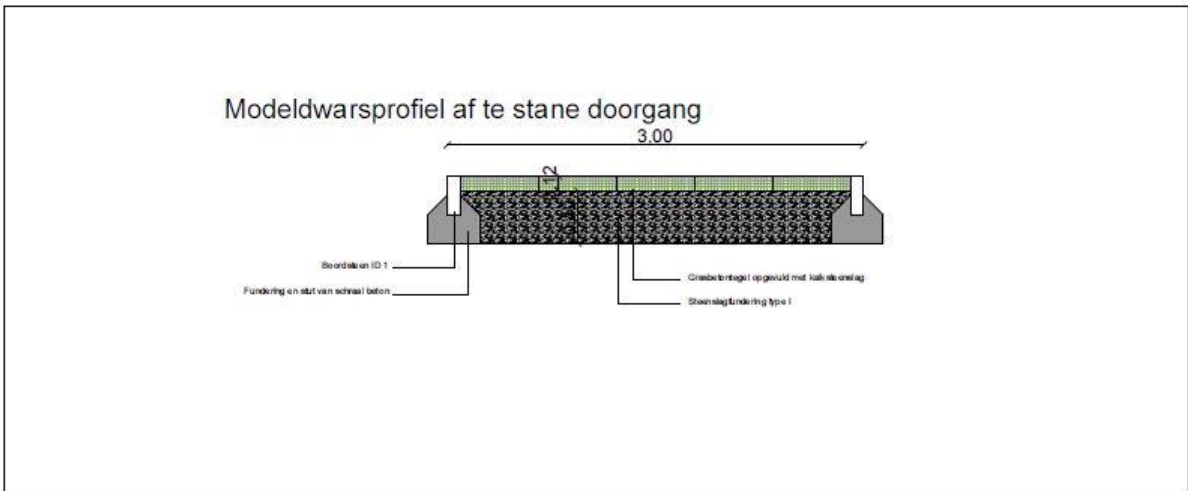 Modeldwarsprofiel af te stane doorgang
3.00
0.12
Boordsteen ID 1
Fundering en stut van schraal beton
Grasbetontegel opgevuld met kalksteenslag
Steenslagfundering type I